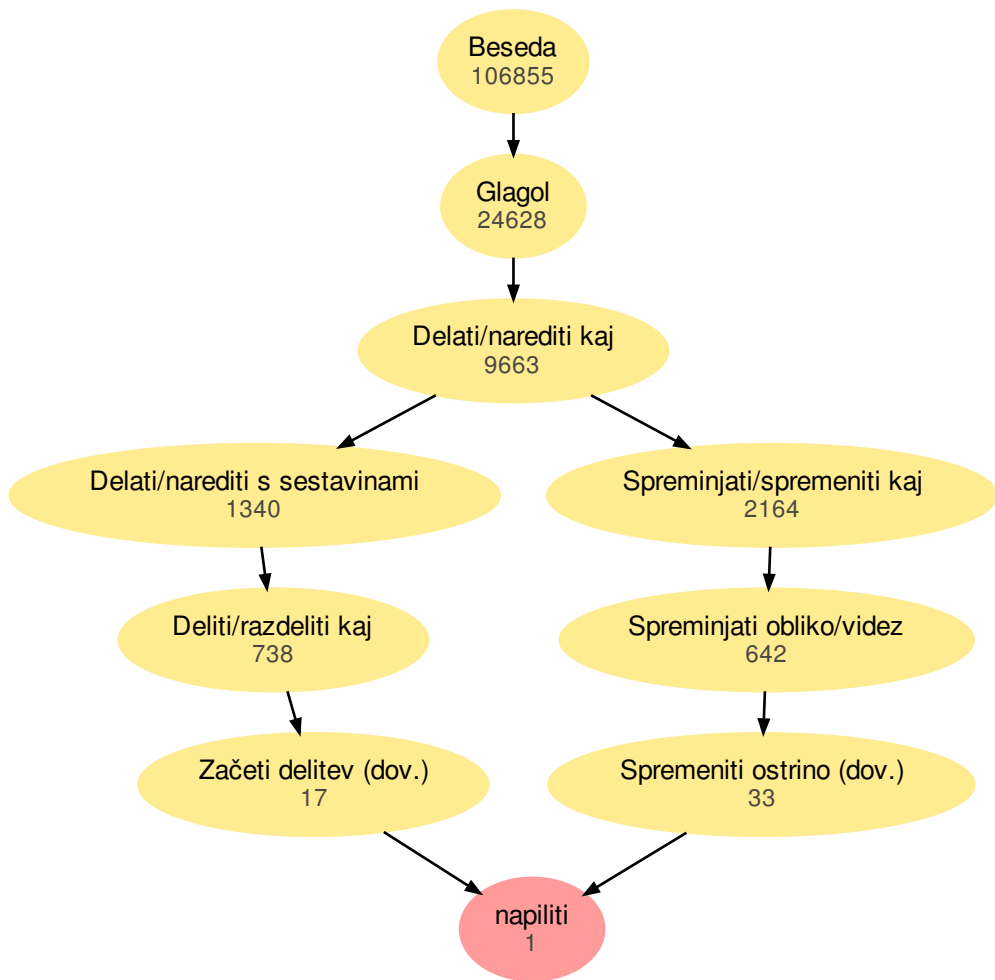 Beseda
106855
Glagol
24628
Delati/narediti kaj
9663
Delati/narediti s sestavinami
1340
Spreminjati/spremeniti kaj
2164
Deliti/razdeliti kaj
738
Spreminjati obliko/videz
642
Začeti delitev (dov.)
17
Spremeniti ostrino (dov.)
33
napiliti
1